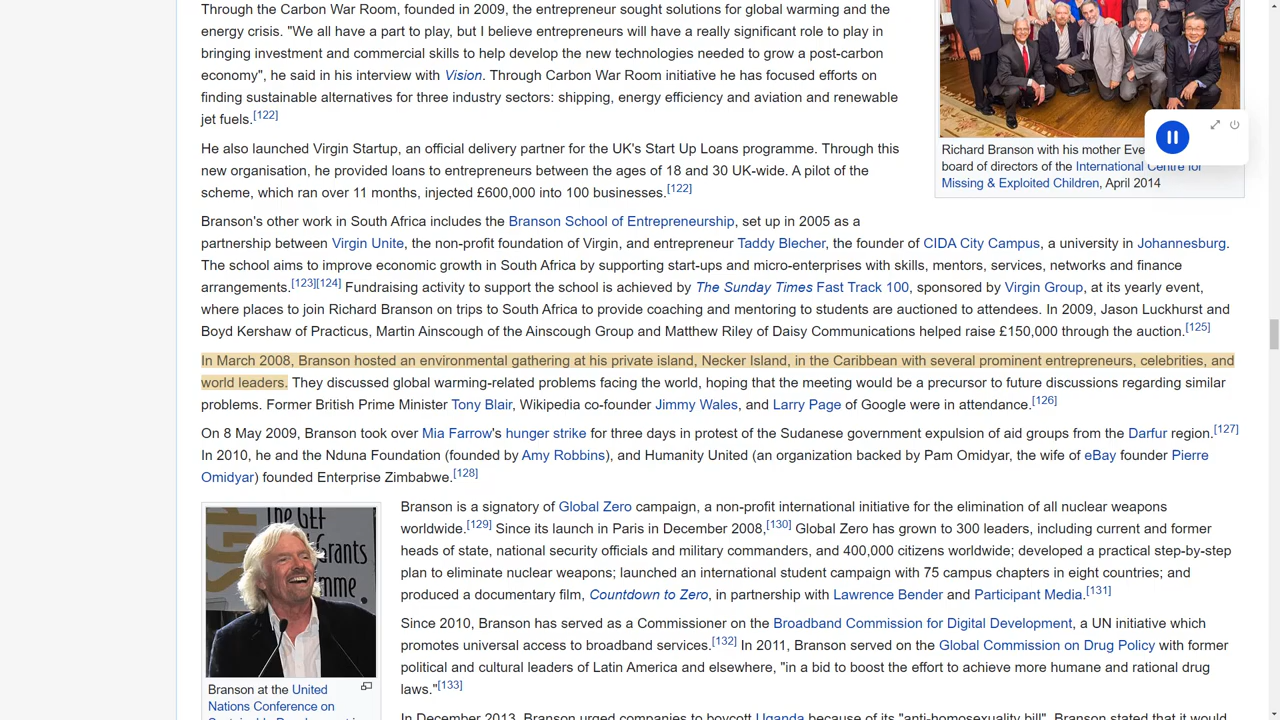 Through the Carbon War Room, founded in 2009, the entrepreneur sought solutions for global warming and the
energy crisis. "We all have a part to play, but I believe entrepreneurs will have a really significant role to play in
bringing investment and commercial skills to help develop the new technologies needed to grow a post-carbon
economy", he said in his interview with Vision. Through Carbon War Room initiative he has focused efforts on
finding sustainable alternatives for three industry sectors: shipping, energy efficiency and aviation and renewable
jet fuels.[122]
Richard Branson with his mother Eve
board of directors of the International Centre for
Missing & Exploited Children, April 2014
He also launched Virgin Startup, an official delivery partner for the UK's Start Up Loans programme. Through this
new organisation, he provided loans to entrepreneurs between the ages of 18 and 30 UK-wide. A pilot of the
scheme, which ran over 11 months, injected £600,000 into 100 businesses.[122]
Branson's other work in South Africa includes the Branson School of Entrepreneurship, set up in 2005 as a
partnership between Virgin Unite, the non-profit foundation of Virgin, and entrepreneur Taddy Blecher, the founder of CIDA City Campus, a university in Johannesburg.
The school aims to improve economic growth in South Africa by supporting start-ups and micro-enterprises with skills, mentors, services, networks and finance
arrangements.[123][124] Fundraising activity to support the school is achieved by The Sunday Times Fast Track 100, sponsored by Virgin Group, at its yearly event,
where places to join Richard Branson on trips to South Africa to provide coaching and mentoring to students are auctioned to attendees. In 2009, Jason Luckhurst and
Boyd Kershaw of Practicus, Martin Ainscough of the Ainscough Group and Matthew Riley of Daisy Communications helped raise £150,000 through the auction.[125]
In March 2008, Branson hosted an environmental gathering at his private island, Necker Island, in the Caribbean with several prominent entrepreneurs, celebrities, and
world leaders. They discussed global warming-related problems facing the world, hoping that the meeting would be a precursor to future discussions regarding similar
problems. Former British Prime Minister Tony Blair, Wikipedia co-founder Jimmy Wales, and Larry Page of Google were in attendance.[126]
On 8 May 2009, Branson took over Mia Farrow's hunger strike for three days in protest of the Sudanese government expulsion of aid groups from the Darfur region.[127]
In 2010, he and the Nduna Foundation (founded by Amy Robbins), and Humanity United (an organization backed by Pam Omidyar, the wife of eBay founder Pierre
Omidyar) founded Enterprise Zimbabwe.[128]
The GEF
Grants
Branson at the United
Nations Conference on
Branson is a signatory of Global Zero campaign, a non-profit international initiative for the elimination of all nuclear weapons
worldwide.[129] Since its launch in Paris in December 2008,[130] Global Zero has grown to 300 leaders, including current and former
heads of state, national security officials and military commanders, and 400,000 citizens worldwide; developed a practical step-by-step
plan to eliminate nuclear weapons; launched an international student campaign with 75 campus chapters in eight countries; and
produced a documentary film, Countdown to Zero, in partnership with Lawrence Bender and Participant Media.[131]
Since 2010, Branson has served as a Commissioner on the Broadband Commission for Digital Development, a UN initiative which
promotes universal access to broadband services.[132] In 2011, Branson served on the Global Commission on Drug Policy with former
political and cultural leaders of Latin America and elsewhere, "in a bid to boost the effort to achieve more humane and rational drug
laws."[133]
In December 2013, Branson urged companies to boycott Uganda because of its "anti-homosexuality bill". Branson stated that it would